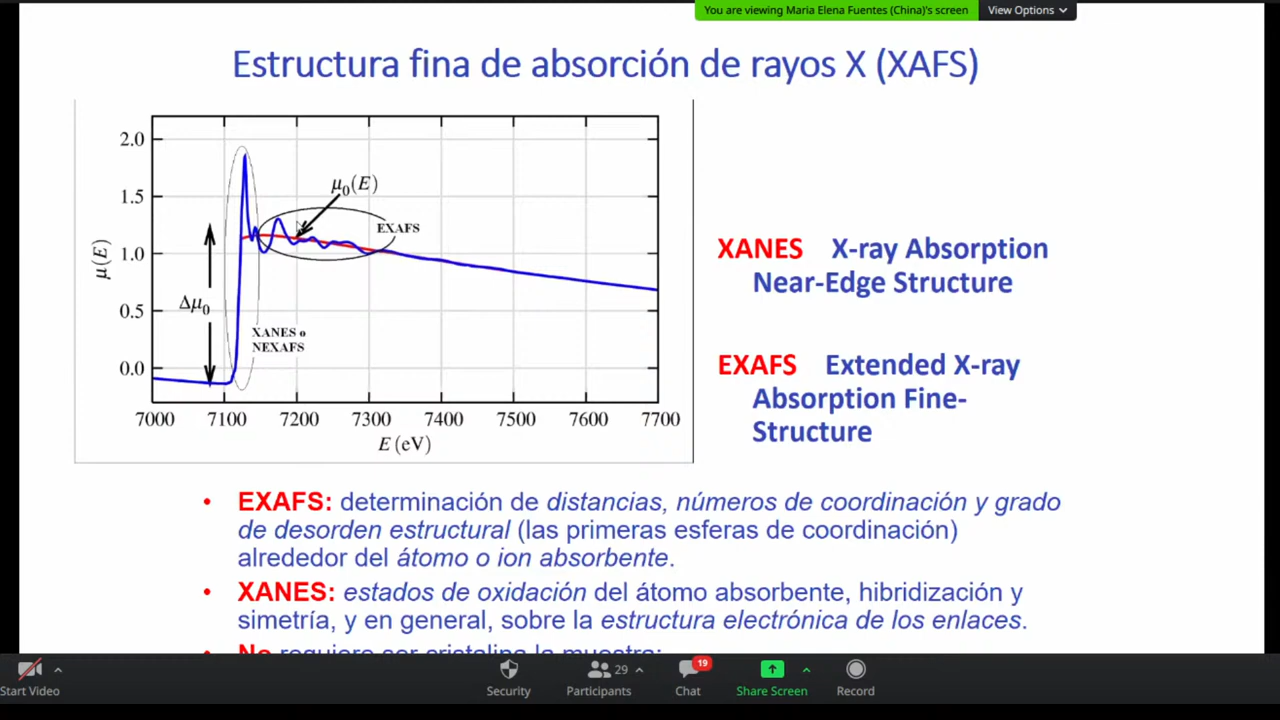 You are viewing Maria Elena Fuentes (China)'s screen
View Options
Estructura fina de absorción de rayos X (XAFS)
2.0
1.5
1.0
0.5
0.0
μ(E)
Δμ₀
μ₀(E)
EXAFS
XANES o
NEXAFS
7000 7100 7200 7300 7400 7500 7600 7700
E (eV)
XANES X-ray Absorption
Near-Edge Structure
EXAFS Extended X-ray
Absorption Fine-
Structure
• EXAFS: determinación de distancias, números de coordinación y grado
de desorden estructural (las primeras esferas de coordinación)
alrededor del átomo o ion absorbente.
• XANES: estados de oxidación del átomo absorbente, hibridización y
simetría, y en general, sobre la estructura electrónica de los enlaces.
• No requiere ser cristalina la muestra:
Start Video
Security
29
Participants
19
Chat
Share Screen
Record